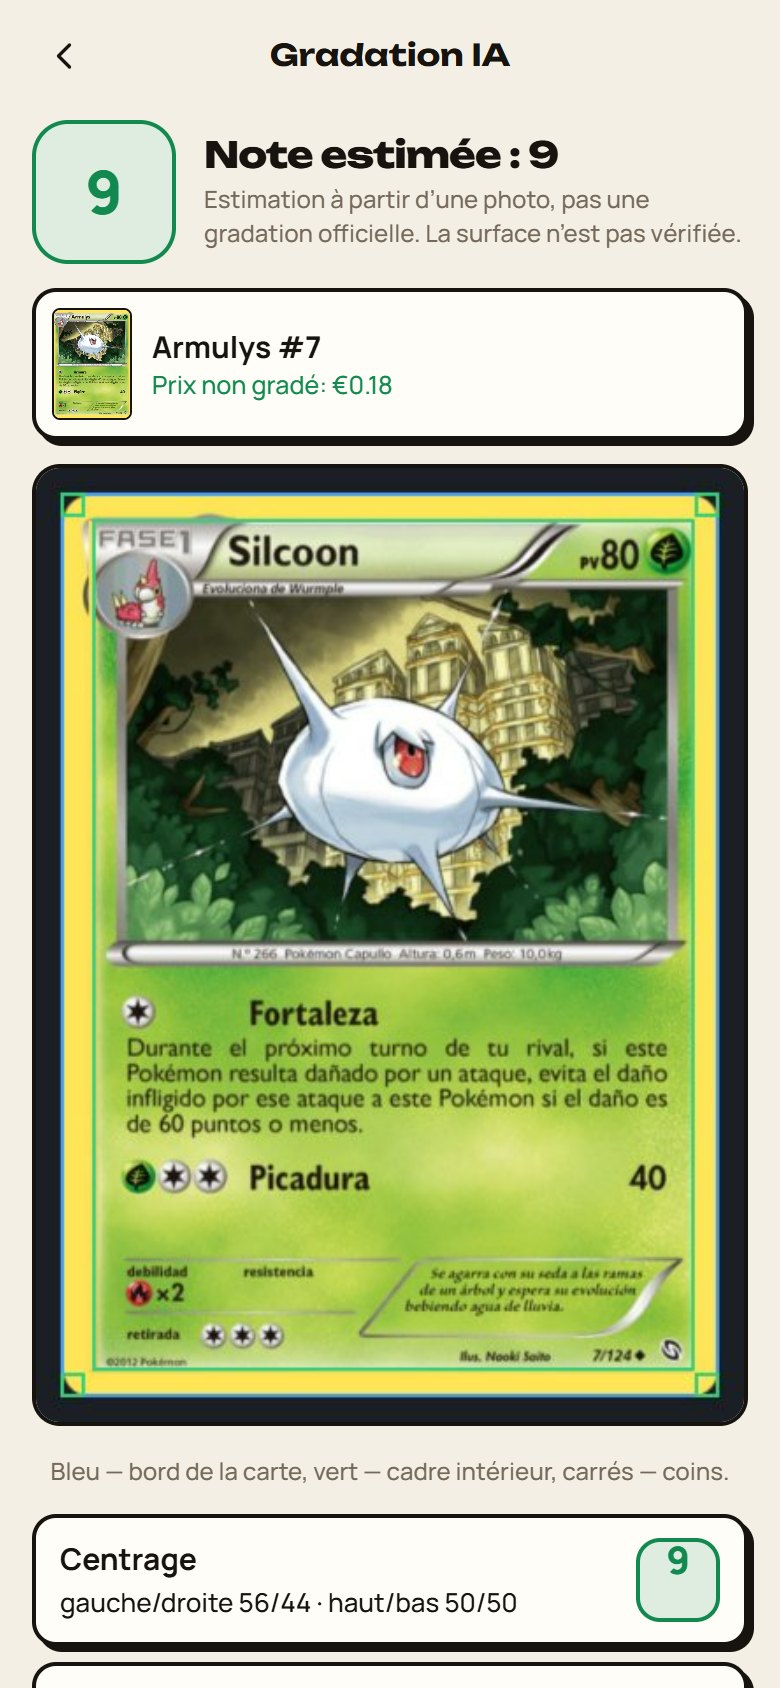 Gradation IA
9
Note estimée : 9
Estimation à partir d'une photo, pas une
gradation officielle. La surface n'est pas vérifiée.
Armulys #7
Prix non gradé: €0.18
FASE1
Silcoon
PV80
Evoluciona de Wurmple
N.º 266 Pokémon Capullo Altura: 0,6m Peso: 10,0kg
Fortaleza
Durante el próximo turno de tu rival, si este
Pokémon resulta dañado por un ataque, evita el daño
infligido por ese ataque a este Pokémon si el daño es
de 60 puntos o menos.
Picadura 40
debilidad resistencia
×2
Se agarra con su seda a las ramas
de un árbol y espera su evolución
bebiendo agua de lluvia.
retirada
©2012 Pokémon
Ilus. Naoki Saito 7/124
Bleu — bord de la carte, vert — cadre intérieur, carrés — coins.
Centrage
gauche/droite 56/44 · haut/bas 50/50
9